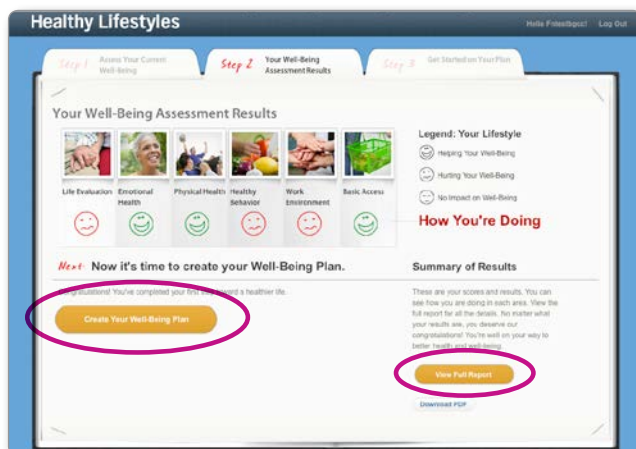 Healthy Lifestyles
Log Out
Step 1
Assess Your Current
Well-Being
Step 2
Your Well-Being
Assessment Results
Step 3
Get Started on Your Plan
Your Well-Being Assessment Results
Life Evaluation
Emotional
Health
Physical Health
Healthy
Behavior
Work
Environment
Basic Access
Legend: Your Lifestyle
Helping Your Well-Being
Hurting Your Well-Being
No Impact on Well-Being
How You're Doing
Next: Now it's time to create your Well-Being Plan.
Congratulations! You've completed your first step toward a healthier life.
Create Your Well-Being Plan
Summary of Results
These are your scores and results. You can
see how you are doing in each area. View the
full report for all the details. No matter what
your results are, you deserve our
congratulations! You're well on your way to
better health and well-being.
View Full Report
Download PDF